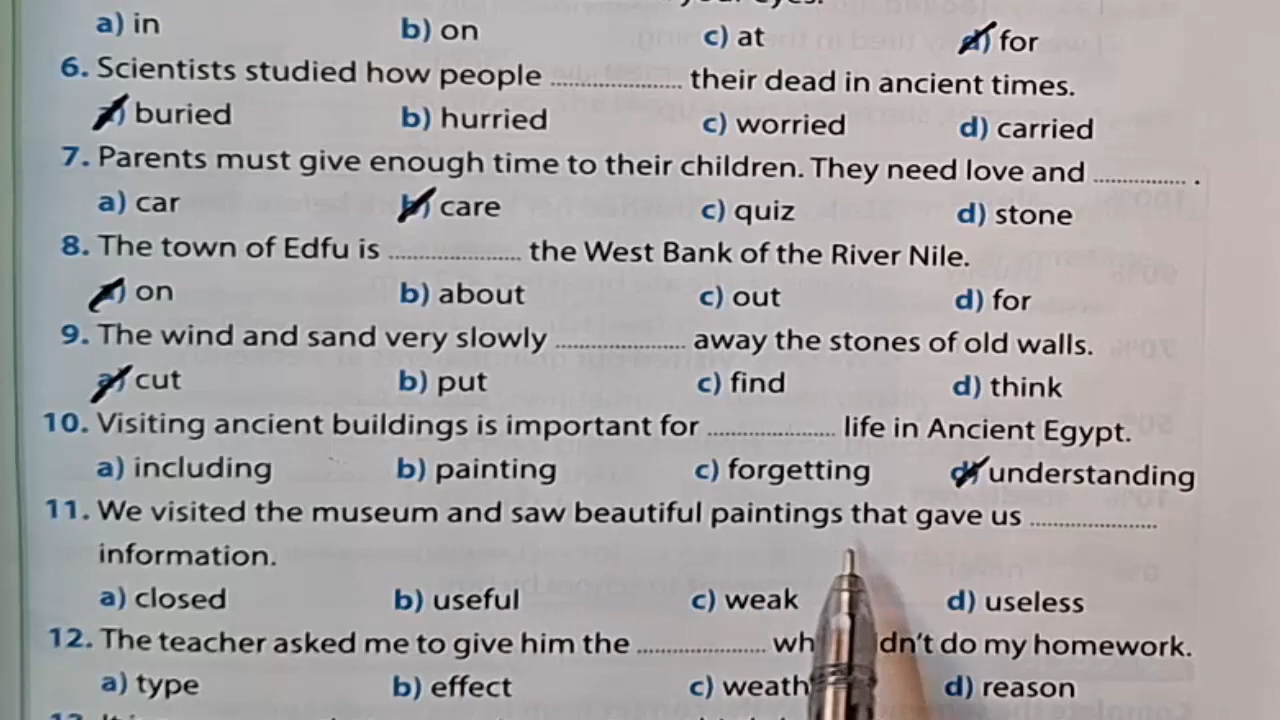 your eyes.
a) in b) on c) at d) for
6. Scientists studied how people .................. their dead in ancient times.
a) buried b) hurried c) worried d) carried
7. Parents must give enough time to their children. They need love and .............. .
a) car b) care c) quiz d) stone
8. The town of Edfu is .................. the West Bank of the River Nile.
a) on b) about c) out d) for
9. The wind and sand very slowly .................. away the stones of old walls.
a) cut b) put c) find d) think
10. Visiting ancient buildings is important for .................. life in Ancient Egypt.
a) including b) painting c) forgetting d) understanding
11. We visited the museum and saw beautiful paintings that gave us ..................
information.
a) closed b) useful c) weak d) useless
12. The teacher asked me to give him the .................. wh dn't do my homework.
a) type b) effect c) weath d) reason